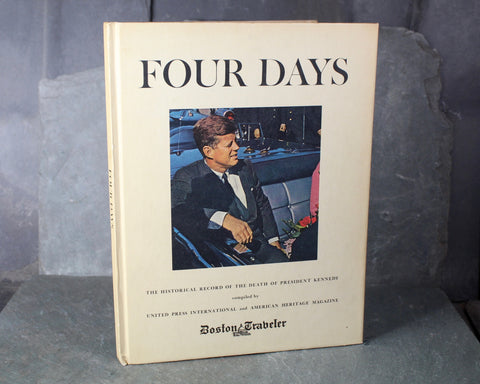 FOUR DAYS
THE HISTORICAL RECORD OF THE DEATH OF PRESIDENT KENNEDY
compiled by
UNITED PRESS INTERNATIONAL and AMERICAN HERITAGE MAGAZINE
Boston Traveler
FOUR DAYS